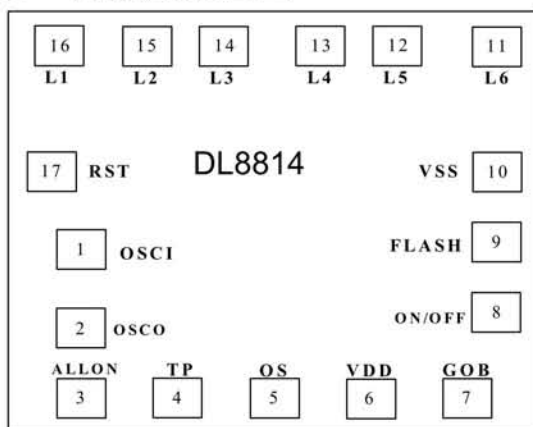 16 15 14 13 12 11
L1 L2 L3 L4 L5 L6
17 RST DL8814 VSS 10
1 OSCI FLASH 9
2 OSCO ON/OFF 8
ALLON TP OS VDD GOB
3 4 5 6 7